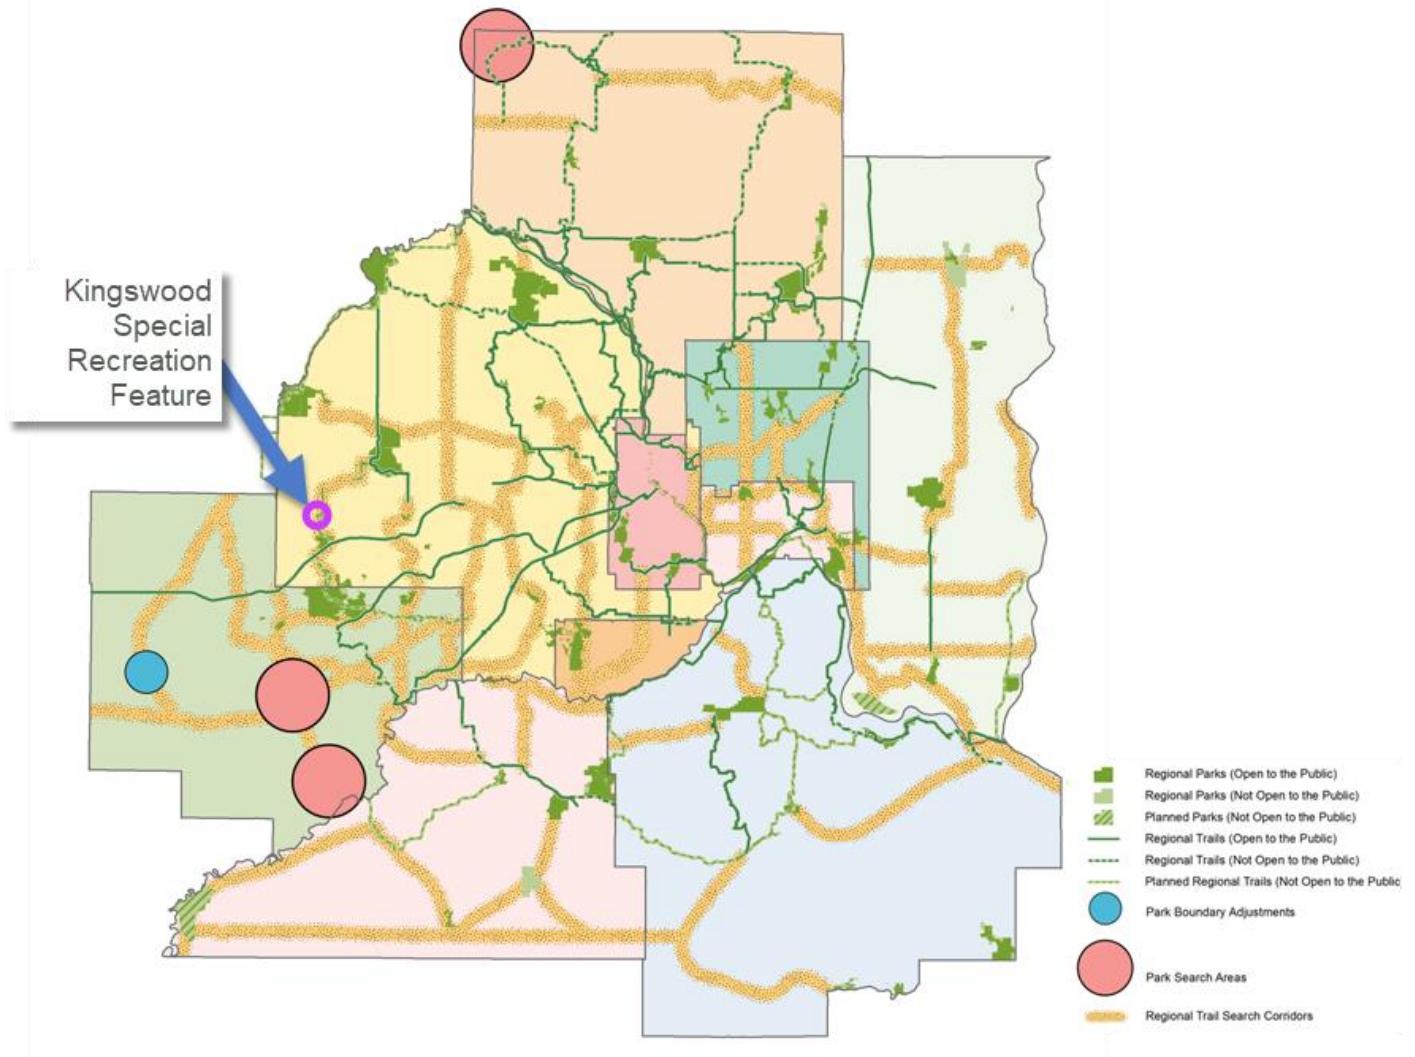 Kingswood
Special
Recreation
Feature
Regional Parks (Open to the Public)
Regional Parks (Not Open to the Public)
Planned Parks (Not Open to the Public)
Regional Trails (Open to the Public)
Regional Trails (Not Open to the Public)
Planned Regional Trails (Not Open to the Public
Park Boundary Adjustments
Park Search Areas
Regional Trail Search Corridors